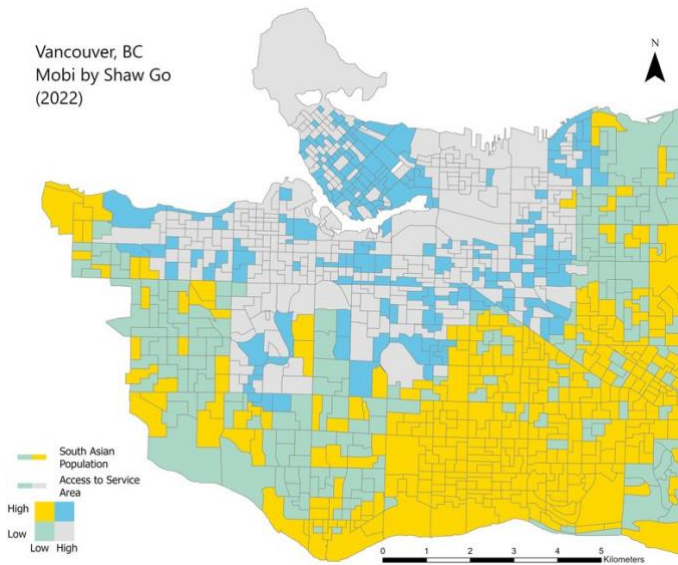 Vancouver, BC
Mobi by Shaw Go
(2022)
N
South Asian
Population
Access to Service
Area
High
Low
Low High
0 1 2 3 4 5
Kilometers